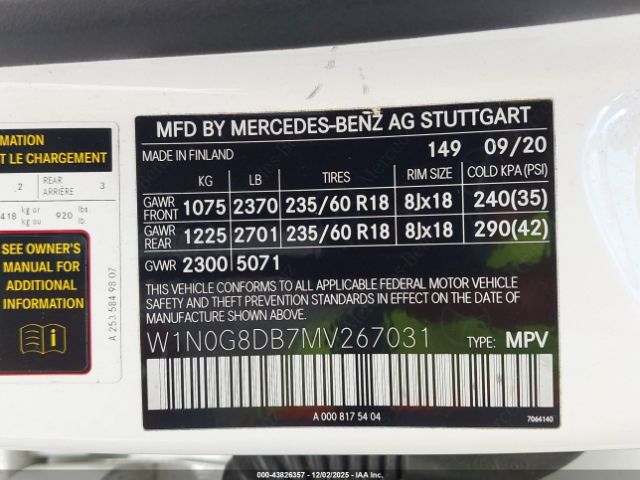 MATION
T LE CHARGEMENT
2 REAR ARRIÈRE 3
418 kg or kg ou 920 lbs. lb.
SEE OWNER'S
MANUAL FOR
ADDITIONAL
INFORMATION
A 253 584 98 07
MFD BY MERCEDES-BENZ AG STUTTGART
MADE IN FINLAND 149 09/20
KG LB TIRES RIM SIZE COLD KPA (PSI)
GAWR FRONT 1075 2370 235/60 R18 8Jx18 240(35)
GAWR REAR 1225 2701 235/60 R18 8Jx18 290(42)
GVWR 2300 5071
THIS VEHICLE CONFORMS TO ALL APPLICABLE FEDERAL MOTOR VEHICLE
SAFETY AND THEFT PREVENTION STANDARDS IN EFFECT ON THE DATE OF
MANUFACTURE SHOWN ABOVE.
W1N0G8DB7MV267031 TYPE: MPV
A 000 817 54 04 7064140
000-43826357 - 12/02/2025 - IAA Inc.